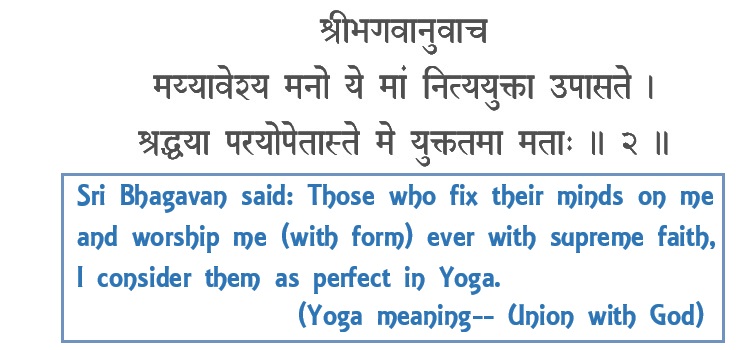 श्रीभगवानुवाच
मय्यावेश्य मनो ये मां नित्ययुक्ता उपासते ।
श्रद्धया परयोपेतास्ते मे युक्ततमा मताः ॥ २ ॥
Sri Bhagavan said: Those who fix their minds on me
and worship me (with form) ever with supreme faith,
I consider them as perfect in Yoga.
(Yoga meaning-- Union with God)